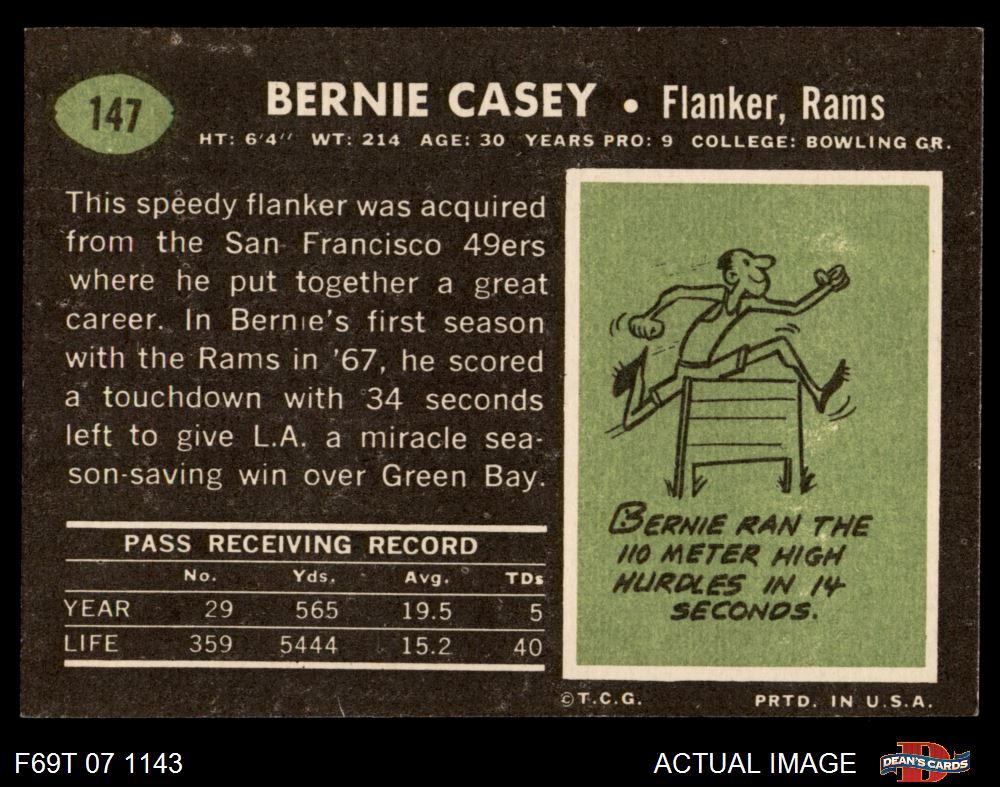 147
BERNIE CASEY • Flanker, Rams
HT: 6'4" WT: 214 AGE: 30 YEARS PRO: 9 COLLEGE: BOWLING GR.
This speedy flanker was acquired
from the San Francisco 49ers
where he put together a great
career. In Bernie's first season
with the Rams in '67, he scored
a touchdown with 34 seconds
left to give L.A. a miracle sea-
son-saving win over Green Bay.
PASS RECEIVING RECORD
No. Yds. Avg. TDs
YEAR 29 565 19.5 5
LIFE 359 5444 15.2 40
BERNIE RAN THE
110 METER HIGH
HURDLES IN 14
SECONDS.
©T.C.G. PRTD. IN U.S.A.
F69T 07 1143 ACTUAL IMAGE
D
DEAN'S CARDS